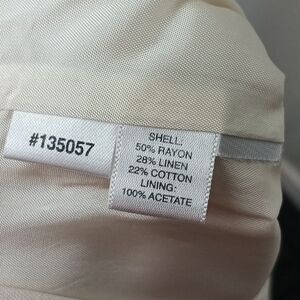 #135057
SHELL:
50% RAYON
28% LINEN
22% COTTON
LINING:
100% ACETATE